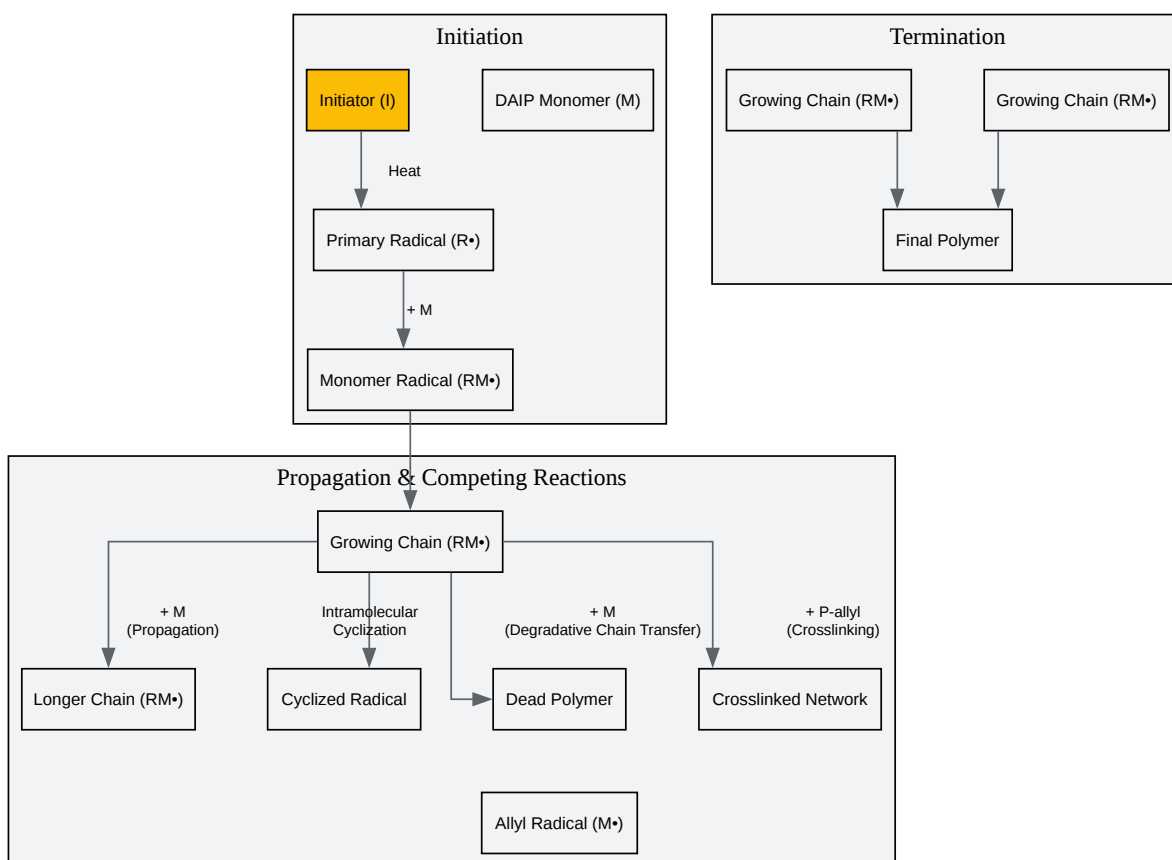 Initiation
Initiator (I)
DAIP Monomer (M)
Heat
Primary Radical (R•)
+ M
Monomer Radical (RM•)
Termination
Growing Chain (RM•)
Growing Chain (RM•)
Final Polymer
Propagation & Competing Reactions
Growing Chain (RM•)
+ M
(Propagation)
Intramolecular
Cyclization
+ M
(Degradative Chain Transfer)
+ P-allyl
(Crosslinking)
Longer Chain (RM•)
Cyclized Radical
Dead Polymer
Crosslinked Network
Allyl Radical (M•)